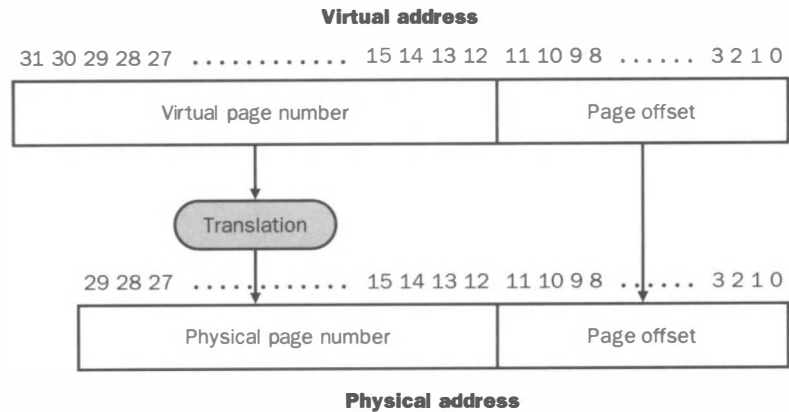 Virtual address
31 30 29 28 27 ............ 15 14 13 12 11 10 9 8 ...... 3 2 1 0
Virtual page number Page offset
Translation
29 28 27 ............ 15 14 13 12 11 10 9 8 ....... 3 2 1 0
Physical page number Page offset
Physical address